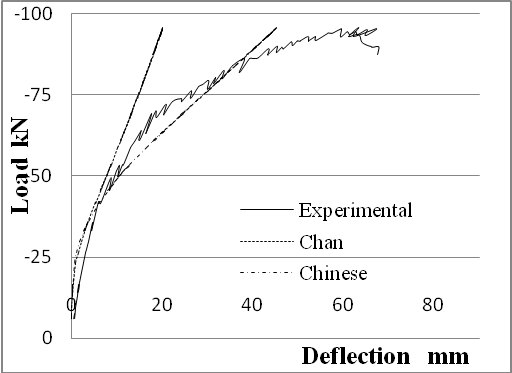 -100
-75
-50
-25
0
0 20 40 60 80
Load kN
Experimental
Chan
Chinese
Deflection mm